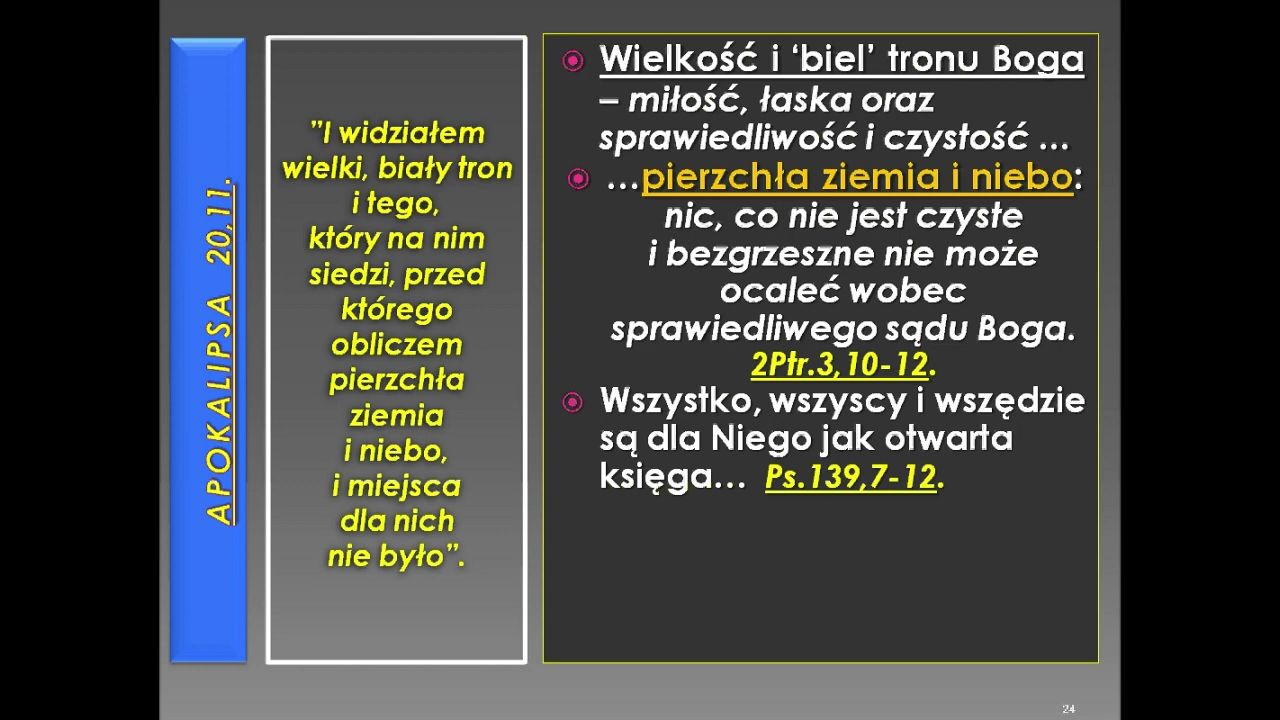 APOKALIPSA 20,11.
”I widziałem
wielki, biały tron
i tego,
który na nim
siedzi, przed
którego
obliczem
pierzchła
ziemia
i niebo,
i miejsca
dla nich
nie było”.
Wielkość i ‘biel’ tronu Boga
– miłość, łaska oraz
sprawiedliwość i czystość …
…pierzchła ziemia i niebo:
nic, co nie jest czyste
i bezgrzeszne nie może
ocaleć wobec
sprawiedliwego sądu Boga.
2Ptr.3,10-12.
Wszystko, wszyscy i wszędzie
są dla Niego jak otwarta
księga… Ps.139,7-12.
24